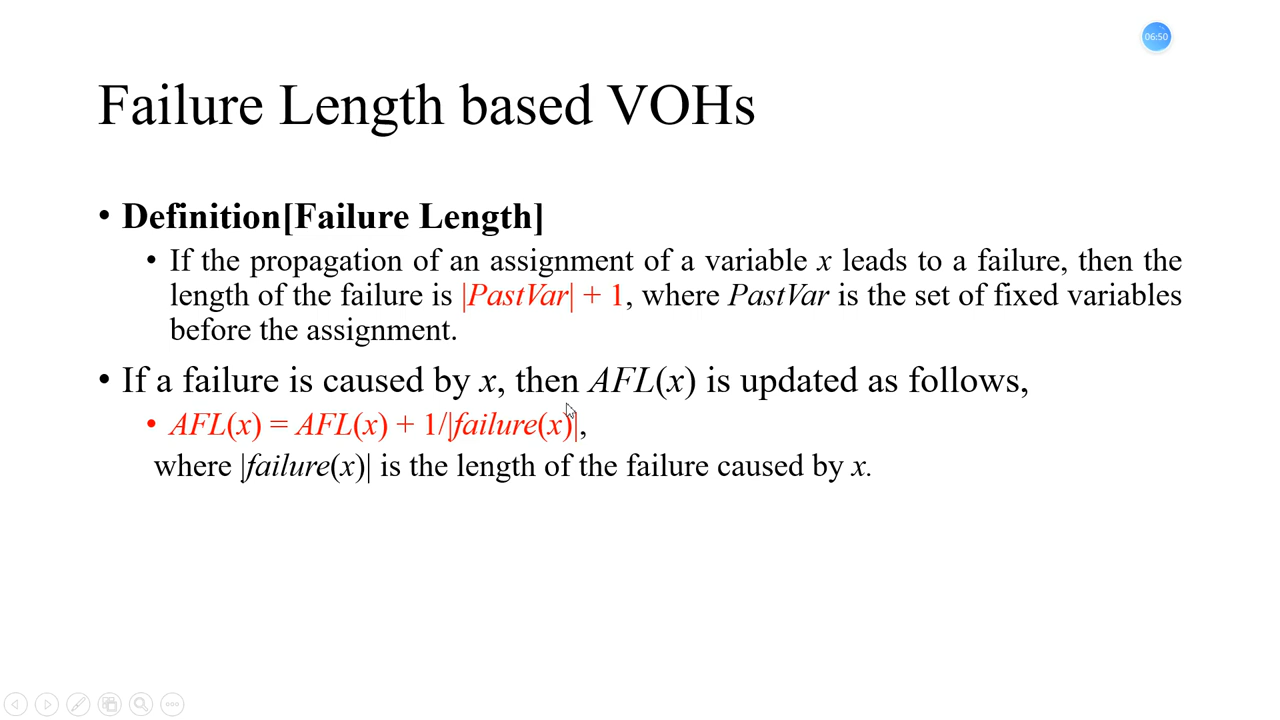 06:50
Failure Length based VOHs
• Definition[Failure Length]
• If the propagation of an assignment of a variable x leads to a failure, then the
length of the failure is |PastVar| + 1, where PastVar is the set of fixed variables
before the assignment.
• If a failure is caused by x, then AFL(x) is updated as follows,
• AFL(x) = AFL(x) + 1/|failure(x)|,
where |failure(x)| is the length of the failure caused by x.